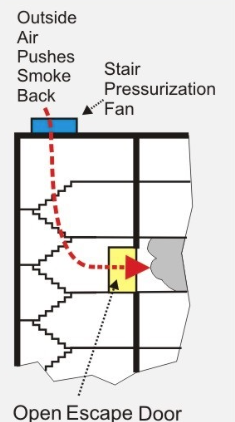 Outside
Air
Pushes
Smoke
Back
Stair
Pressurization
Fan
Open Escape Door